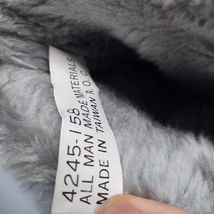 4245-158
ALL MAN MADE MATERIALS
MADE IN TAIWAN R.O.C.